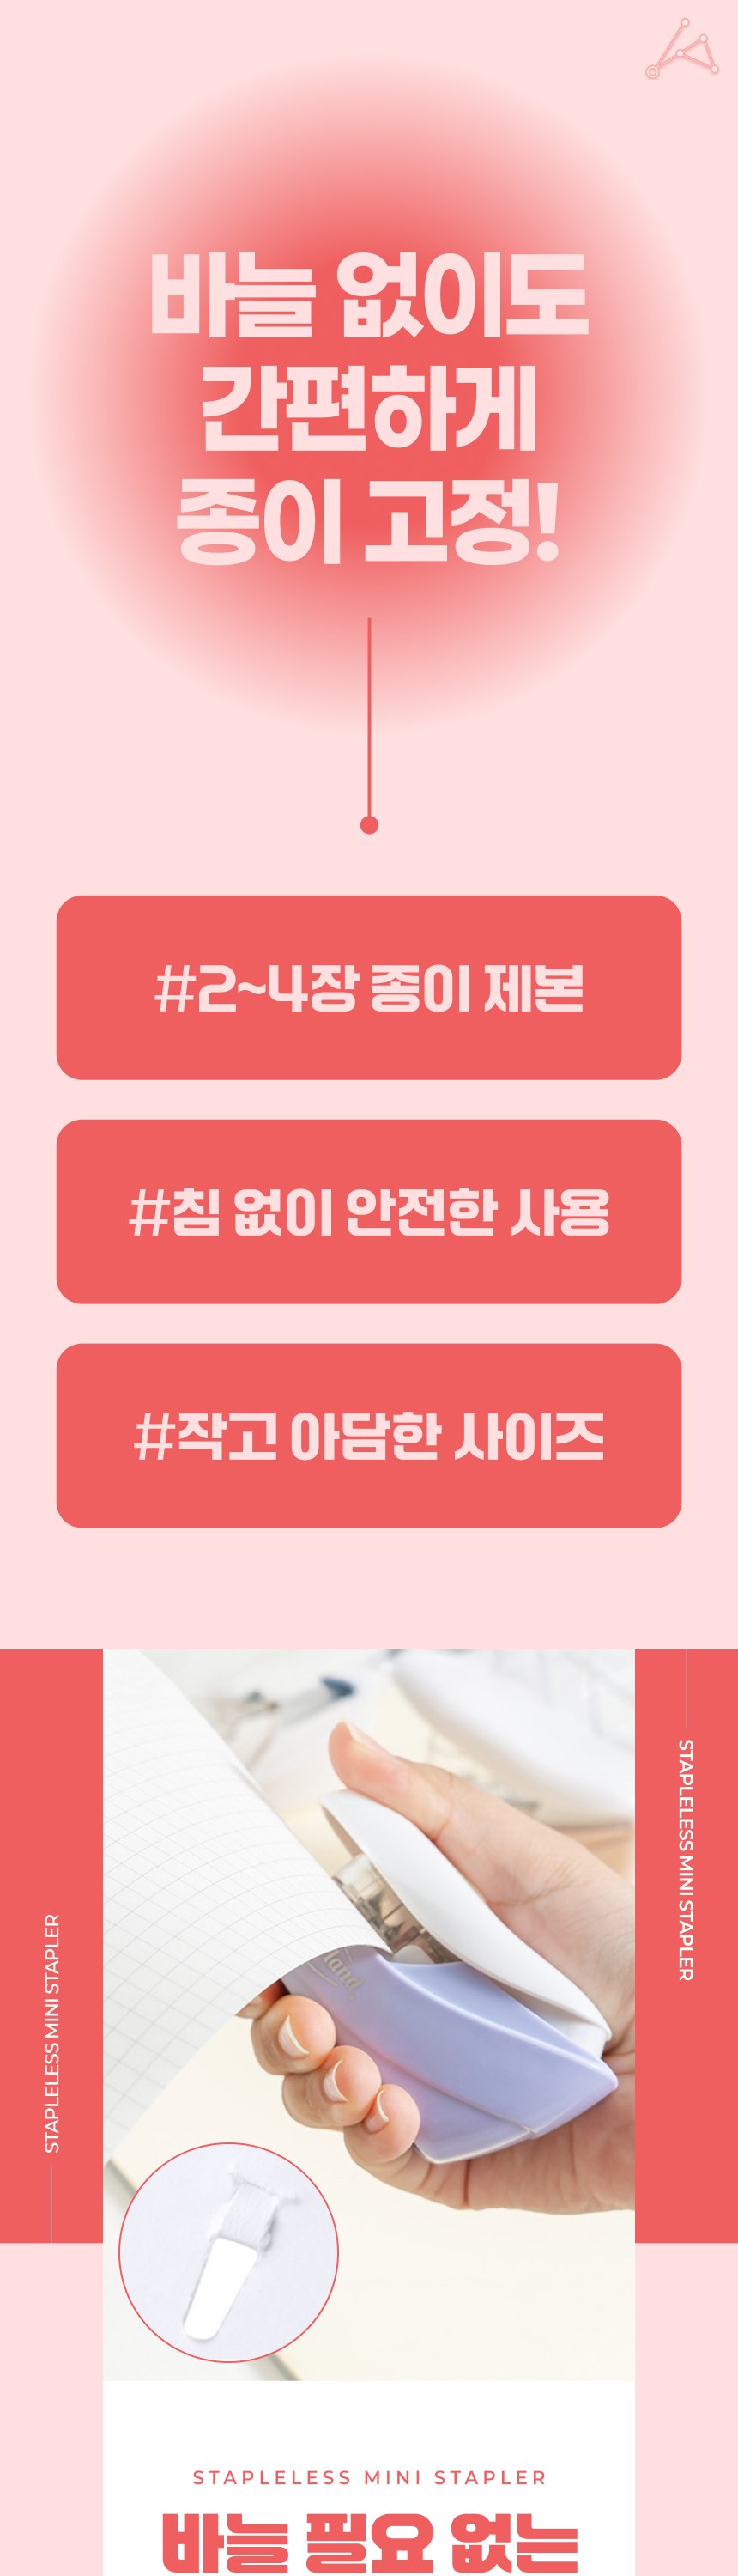 바늘 없이도
간편하게
종이 고정!
#2~4장 종이 제본
#침 없이 안전한 사용
#작고 아담한 사이즈
STAPLELESS MINI STAPLER
STAPLELESS MINI STAPLER
STAPLELESS MINI STAPLER
바늘 필요 없는